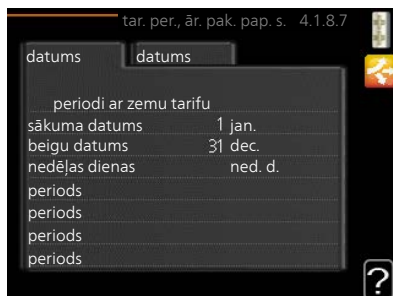 tar. per., ār. pak. pap. s. 4.1.8.7
datums datums
periodi ar zemu tarifu
sākuma datums 1 jan.
beigu datums 31 dec.
nedēļas dienas ned. d.
periods
periods
periods
periods
?